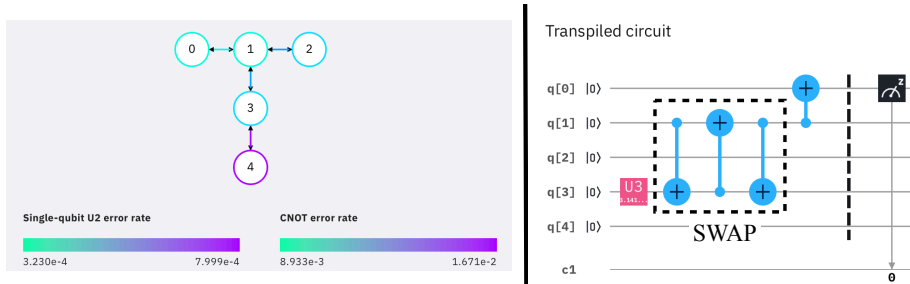 0
1
2
3
4
Single-qubit U2 error rate
CNOT error rate
3.230e-4
7.999e-4
8.933e-3
1.671e-2
Transpiled circuit
q[0] |0⟩
z
q[1] |0⟩
q[2] |0⟩
q[3] |0⟩
U3
3.141...
q[4] |0⟩
SWAP
c1
0